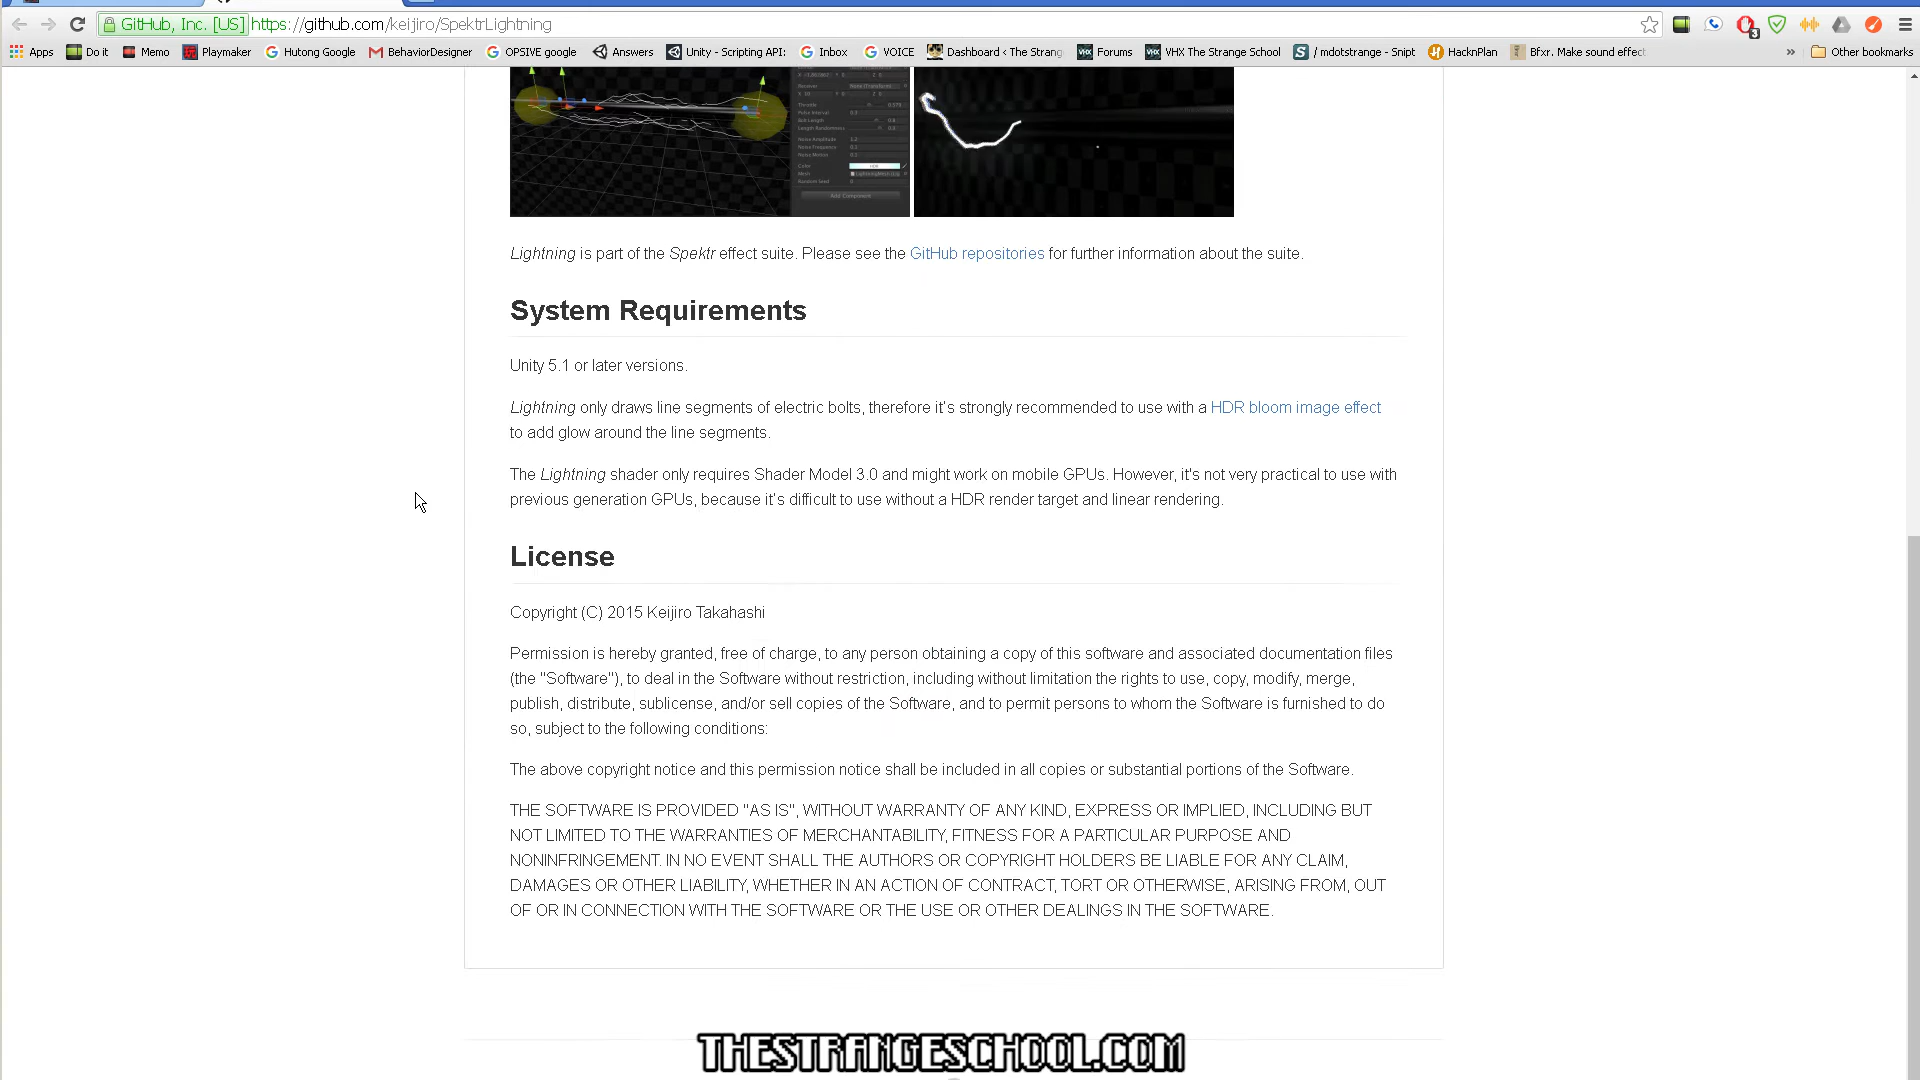 GitHub, Inc. [US] https://github.com/keijiro/SpektrLightning
Apps Do it Memo Playmaker Hutong Google BehaviorDesigner OPSIVE google Answers Unity - Scripting API: Inbox VOICE Dashboard < The Strang Forums VHX The Strange School / mdotstrange - Snipt HacknPlan Bfxr. Make sound effect » Other bookmarks
Add Component
Lightning is part of the Spektr effect suite. Please see the GitHub repositories for further information about the suite.
System Requirements
Unity 5.1 or later versions.
Lightning only draws line segments of electric bolts, therefore it's strongly recommended to use with a HDR bloom image effect
to add glow around the line segments.
The Lightning shader only requires Shader Model 3.0 and might work on mobile GPUs. However, it's not very practical to use with
previous generation GPUs, because it's difficult to use without a HDR render target and linear rendering.
License
Copyright (C) 2015 Keijiro Takahashi
Permission is hereby granted, free of charge, to any person obtaining a copy of this software and associated documentation files
(the "Software"), to deal in the Software without restriction, including without limitation the rights to use, copy, modify, merge,
publish, distribute, sublicense, and/or sell copies of the Software, and to permit persons to whom the Software is furnished to do
so, subject to the following conditions:
The above copyright notice and this permission notice shall be included in all copies or substantial portions of the Software.
THE SOFTWARE IS PROVIDED "AS IS", WITHOUT WARRANTY OF ANY KIND, EXPRESS OR IMPLIED, INCLUDING BUT
NOT LIMITED TO THE WARRANTIES OF MERCHANTABILITY, FITNESS FOR A PARTICULAR PURPOSE AND
NONINFRINGEMENT. IN NO EVENT SHALL THE AUTHORS OR COPYRIGHT HOLDERS BE LIABLE FOR ANY CLAIM,
DAMAGES OR OTHER LIABILITY, WHETHER IN AN ACTION OF CONTRACT, TORT OR OTHERWISE, ARISING FROM, OUT
OF OR IN CONNECTION WITH THE SOFTWARE OR THE USE OR OTHER DEALINGS IN THE SOFTWARE.
THESTRANGESCHOOL.COM